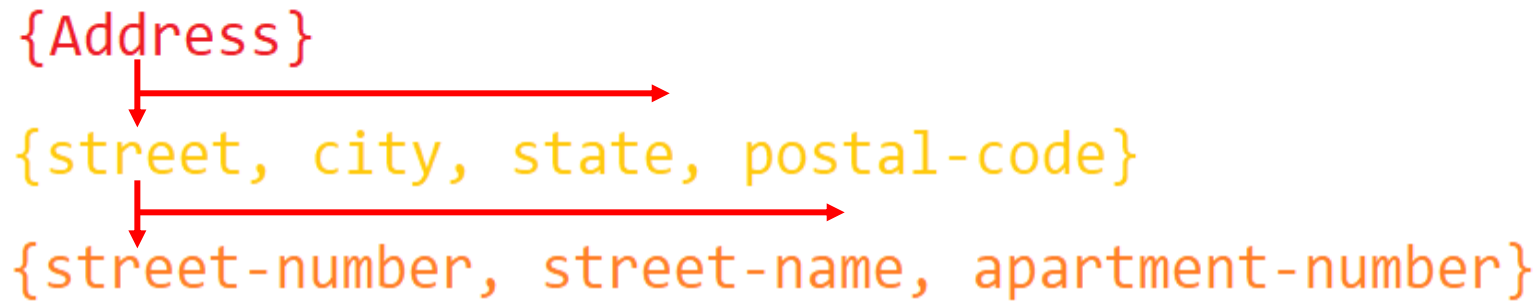 {Address}
{street, city, state, postal-code}
{street-number, street-name, apartment-number}